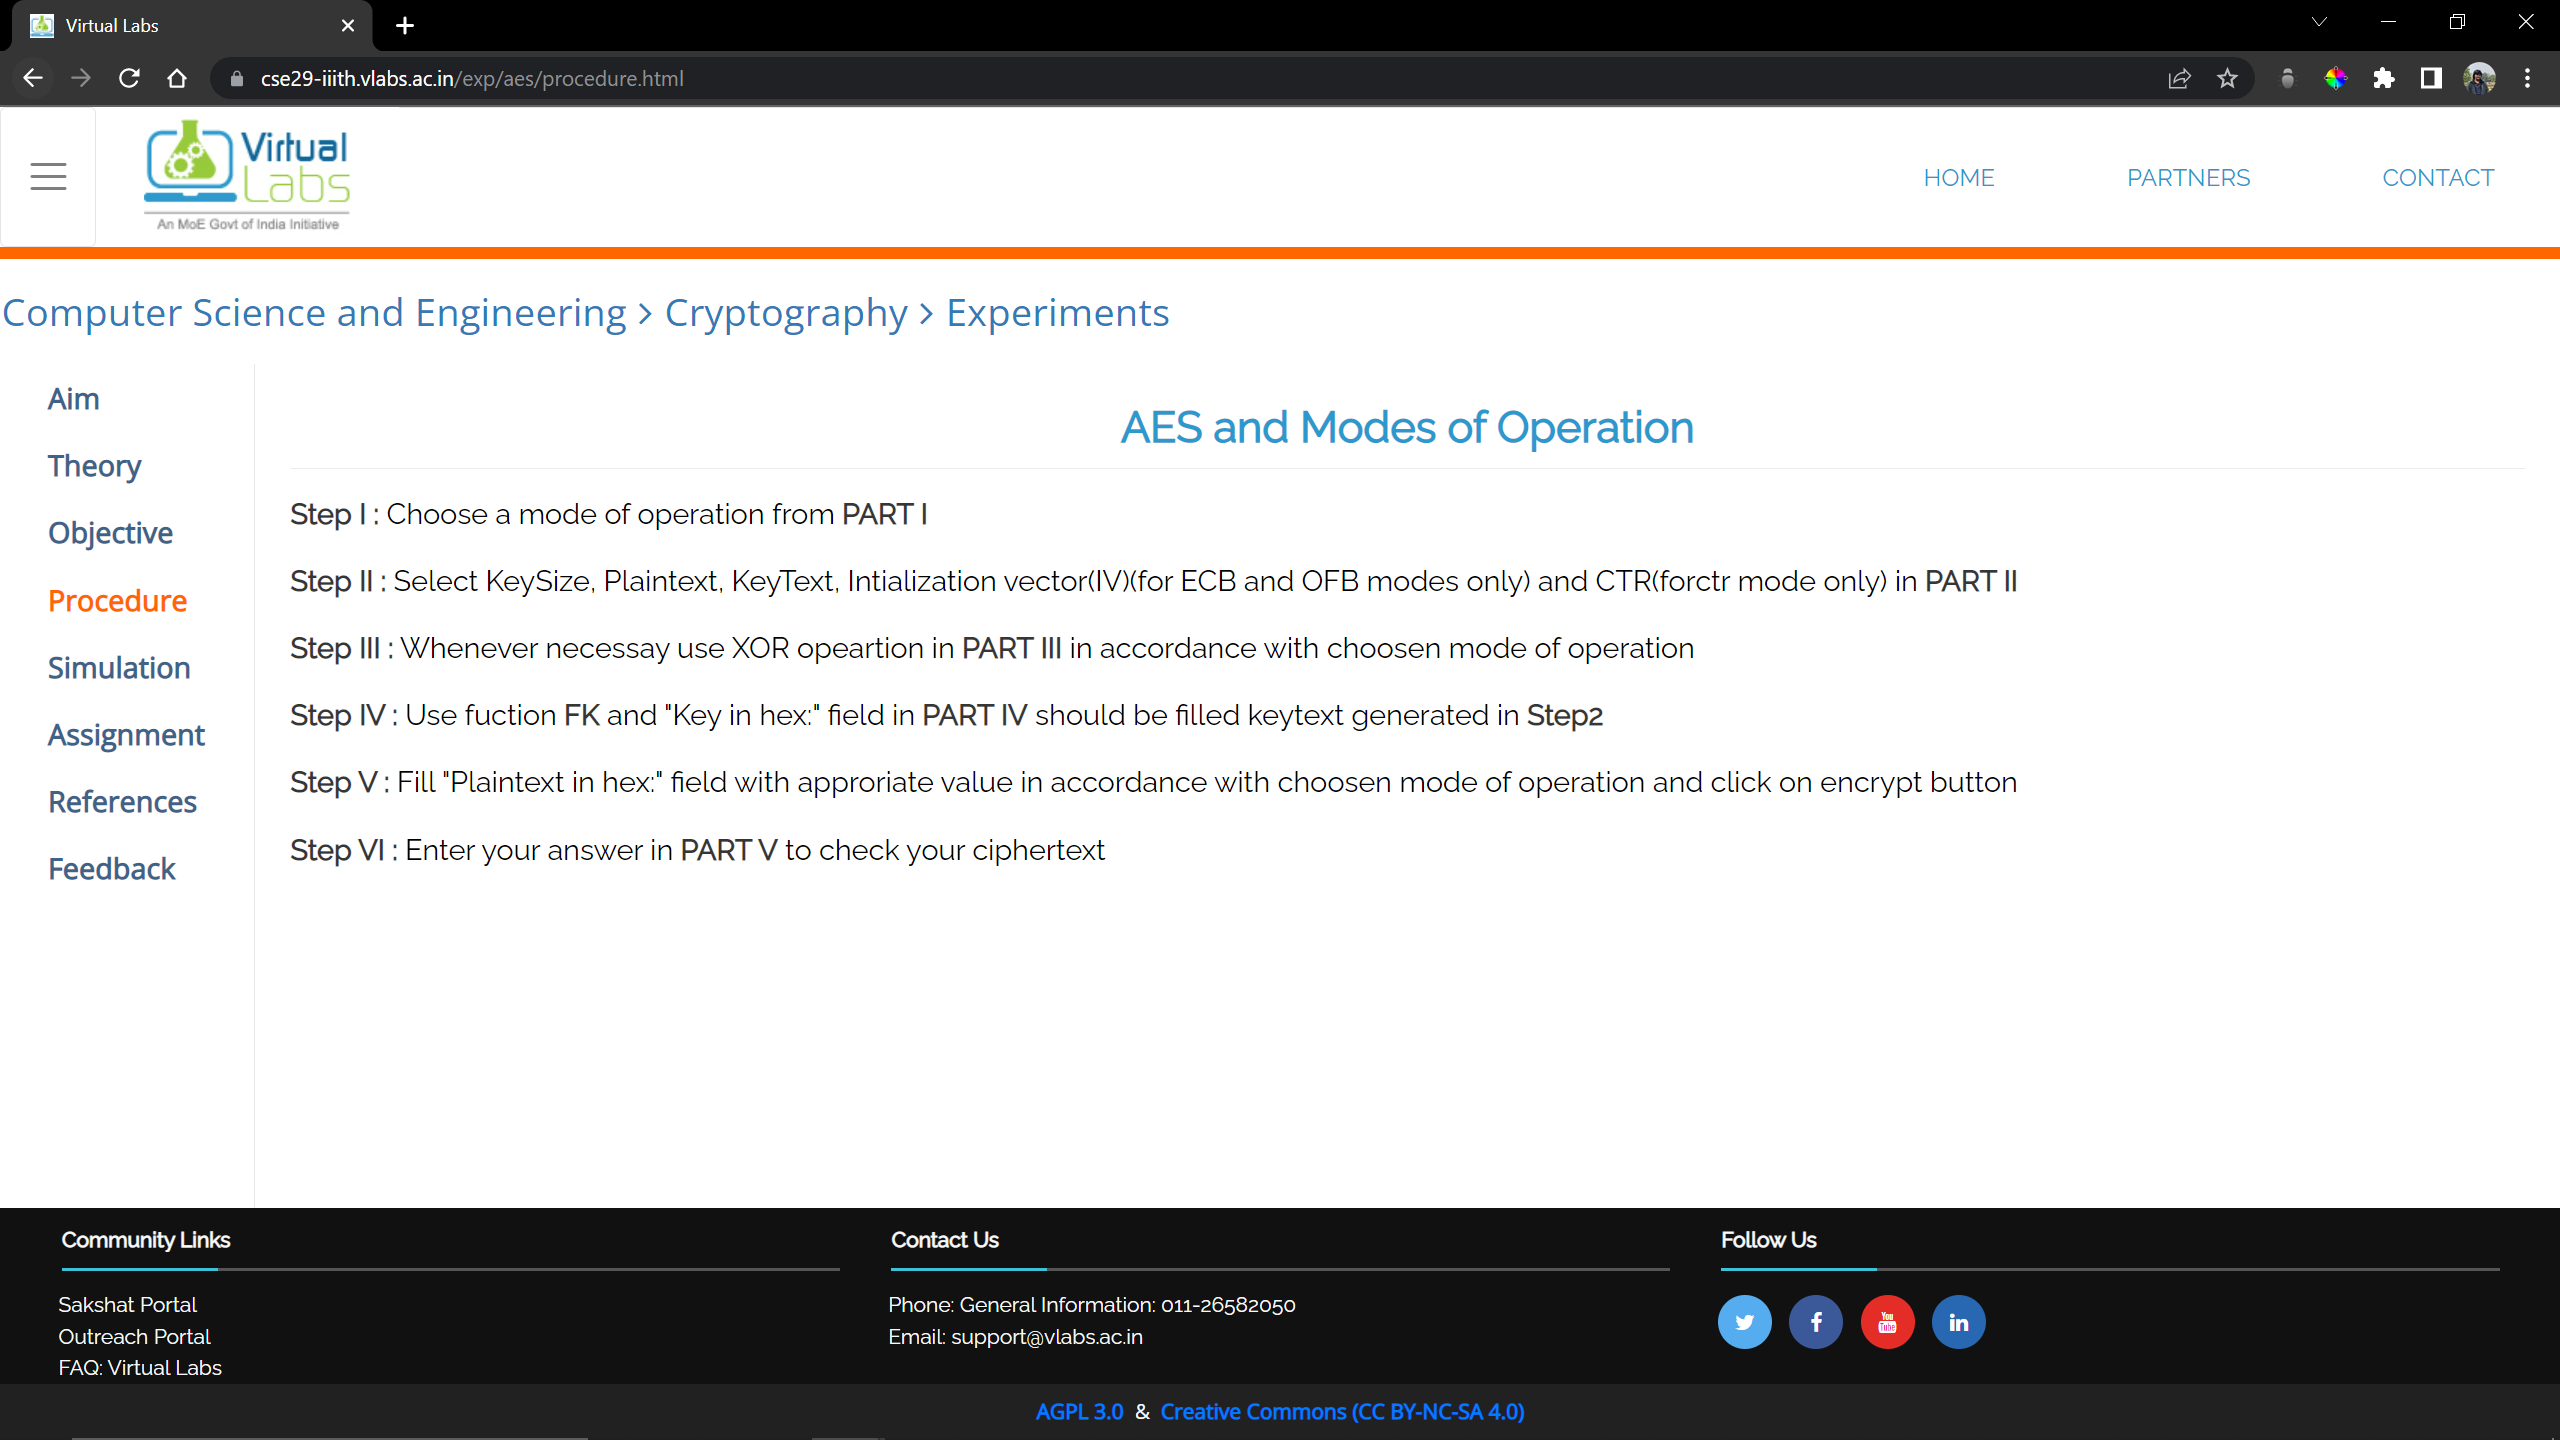 Virtual Labs
cse29-iiith.vlabs.ac.in/exp/aes/procedure.html
Virtual
Labs
An MoE Govt of India Initiative
HOME
PARTNERS
CONTACT
Computer Science and Engineering > Cryptography > Experiments
Aim
Theory
Objective
Procedure
Simulation
Assignment
References
Feedback
AES and Modes of Operation
Step I : Choose a mode of operation from PART I
Step II : Select KeySize, Plaintext, KeyText, Intialization vector(IV)(for ECB and OFB modes only) and CTR(forctr mode only) in PART II
Step III : Whenever necessay use XOR opeartion in PART III in accordance with choosen mode of operation
Step IV : Use fuction FK and "Key in hex:" field in PART IV should be filled keytext generated in Step2
Step V : Fill "Plaintext in hex:" field with approriate value in accordance with choosen mode of operation and click on encrypt button
Step VI : Enter your answer in PART V to check your ciphertext
Community Links
Sakshat Portal
Outreach Portal
FAQ: Virtual Labs
Contact Us
Phone: General Information: 011-26582050
Email: support@vlabs.ac.in
Follow Us
You
Tube
AGPL 3.0 & Creative Commons (CC BY-NC-SA 4.0)